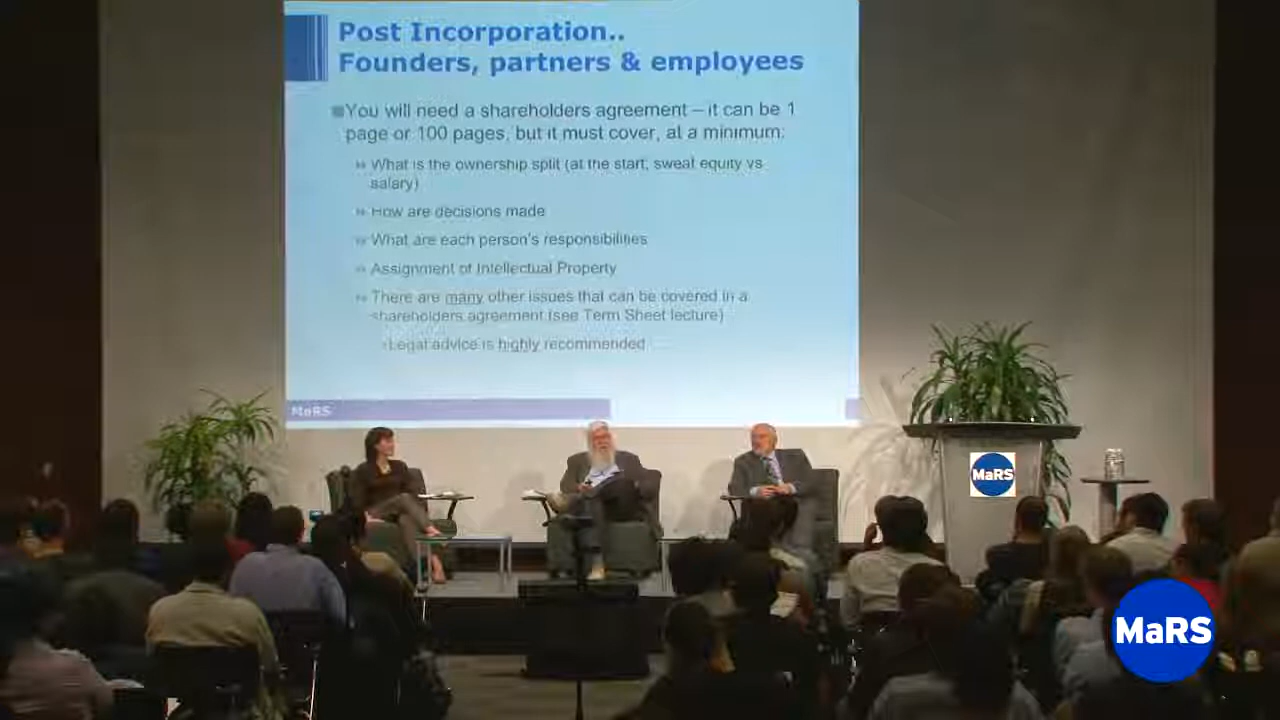 Post Incorporation..
Founders, partners & employees
You will need a shareholders agreement – it can be 1
page or 100 pages, but it must cover, at a minimum:
What is the ownership split (at the start; sweat equity vs
salary)
How are decisions made
What are each person's responsibilities
Assignment of Intellectual Property
There are many other issues that can be covered in a
shareholders agreement (see Term Sheet lecture)
Legal advice is highly recommended
MaRS
MaRS
MaRS